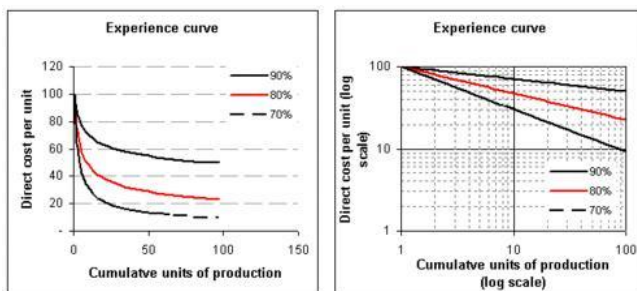 Experience curve
Direct cost per unit
120
100
80
60
40
20
-
0
50
100
150
90%
80%
70%
Cumulatve units of production
Experience curve
Direct cost per unit (log
scale)
100
10
1
1
10
100
90%
80%
70%
Cumulatve units of production
(log scale)